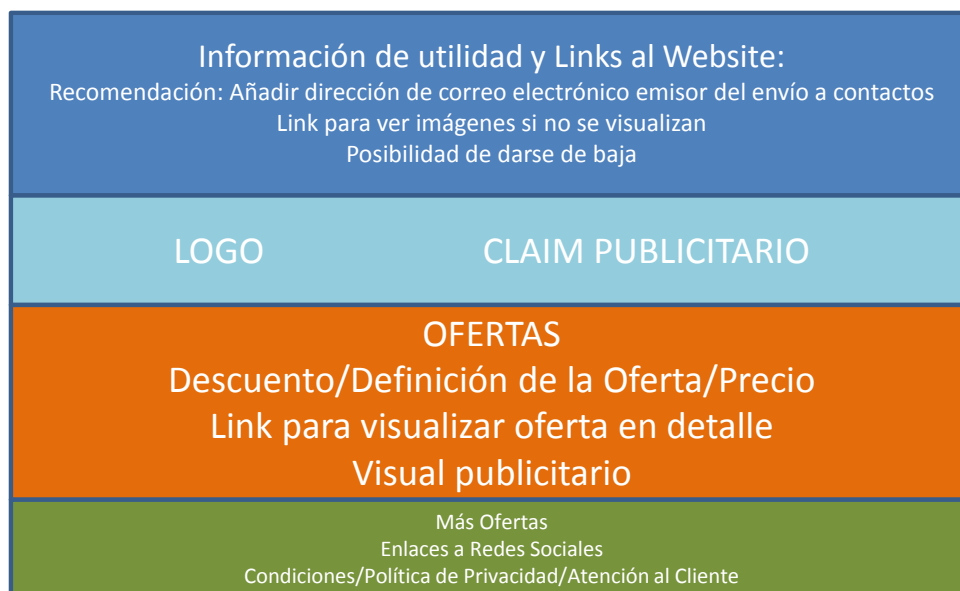 Información de utilidad y Links al Website:
Recomendación: Añadir dirección de correo electrónico emisor del envío a contactos
Link para ver imágenes si no se visualizan
Posibilidad de darse de baja
LOGO CLAIM PUBLICITARIO
OFERTAS
Descuento/Definición de la Oferta/Precio
Link para visualizar oferta en detalle
Visual publicitario
Más Ofertas
Enlaces a Redes Sociales
Condiciones/Política de Privacidad/Atención al Cliente